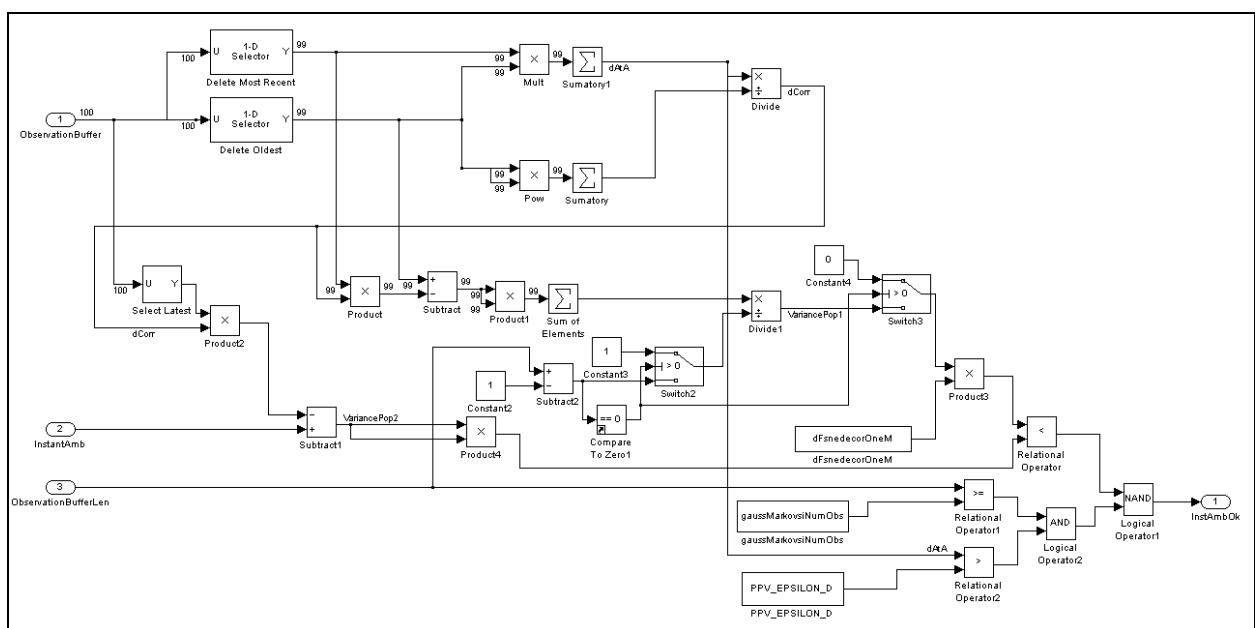 100
U
1-D
Selector
Y
99
Delete Most Recent
99
99
×
Mult
99
Sumatory1
dAtA
×
÷
Divide
dCorr
1
ObservationBuffer
100
100
U
1-D
Selector
Y
99
Delete Oldest
99
99
×
Pow
99
Sumatory
100
U
Y
Select Latest
dCorr
×
Product2
99
×
Product
99
99
+
−
Subtract
99
99
99
×
Product1
99
Sum of
Elements
×
÷
Divide1
VariancePop1
0
Constant4
> 0
Switch3
1
Constant3
> 0
Switch2
1
Constant2
+
−
Subtract2
== 0
Compare
To Zero1
×
Product3
dFsnedecorOneM
dFsnedecorOneM
2
InstantAmb
−
+
Subtract1
VariancePop2
×
Product4
<
Relational
Operator
3
ObservationBufferLen
gaussMarkovsiNumObs
gaussMarkovsiNumObs
>=
Relational
Operator1
dAtA
PPV_EPSILON_D
PPV_EPSILON_D
>
Relational
Operator2
AND
Logical
Operator2
NAND
Logical
Operator1
1
InstAmbOk